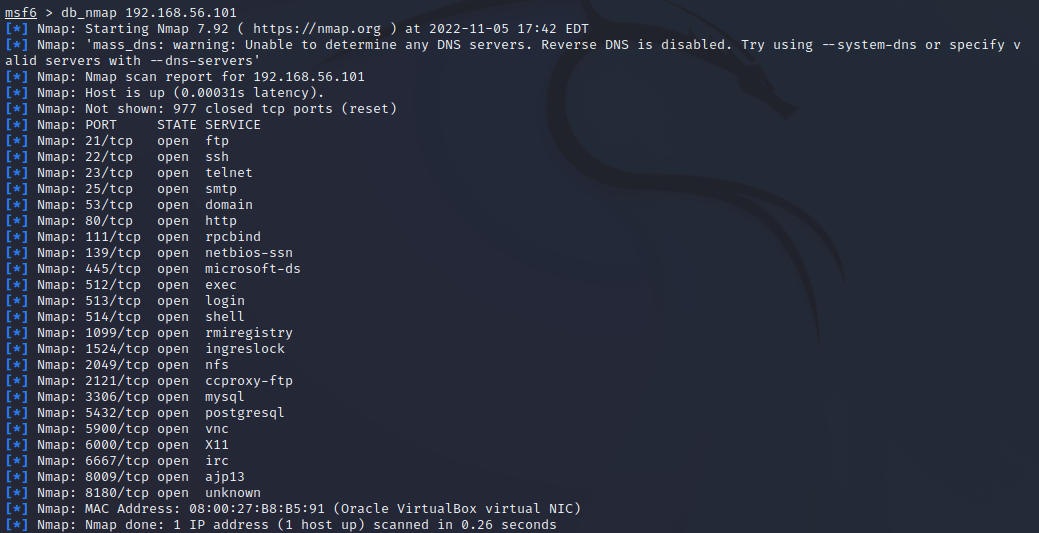 msf6 > db_nmap 192.168.56.101
[*] Nmap: Starting Nmap 7.92 ( https://nmap.org ) at 2022-11-05 17:42 EDT
[*] Nmap: 'mass_dns: warning: Unable to determine any DNS servers. Reverse DNS is disabled. Try using --system-dns or specify v
alid servers with --dns-servers'
[*] Nmap: Nmap scan report for 192.168.56.101
[*] Nmap: Host is up (0.00031s latency).
[*] Nmap: Not shown: 977 closed tcp ports (reset)
[*] Nmap: PORT     STATE SERVICE
[*] Nmap: 21/tcp   open  ftp
[*] Nmap: 22/tcp   open  ssh
[*] Nmap: 23/tcp   open  telnet
[*] Nmap: 25/tcp   open  smtp
[*] Nmap: 53/tcp   open  domain
[*] Nmap: 80/tcp   open  http
[*] Nmap: 111/tcp  open  rpcbind
[*] Nmap: 139/tcp  open  netbios-ssn
[*] Nmap: 445/tcp  open  microsoft-ds
[*] Nmap: 512/tcp  open  exec
[*] Nmap: 513/tcp  open  login
[*] Nmap: 514/tcp  open  shell
[*] Nmap: 1099/tcp open  rmiregistry
[*] Nmap: 1524/tcp open  ingreslock
[*] Nmap: 2049/tcp open  nfs
[*] Nmap: 2121/tcp open  ccproxy-ftp
[*] Nmap: 3306/tcp open  mysql
[*] Nmap: 5432/tcp open  postgresql
[*] Nmap: 5900/tcp open  vnc
[*] Nmap: 6000/tcp open  X11
[*] Nmap: 6667/tcp open  irc
[*] Nmap: 8009/tcp open  ajp13
[*] Nmap: 8180/tcp open  unknown
[*] Nmap: MAC Address: 08:00:27:B8:B5:91 (Oracle VirtualBox virtual NIC)
[*] Nmap: Nmap done: 1 IP address (1 host up) scanned in 0.26 seconds